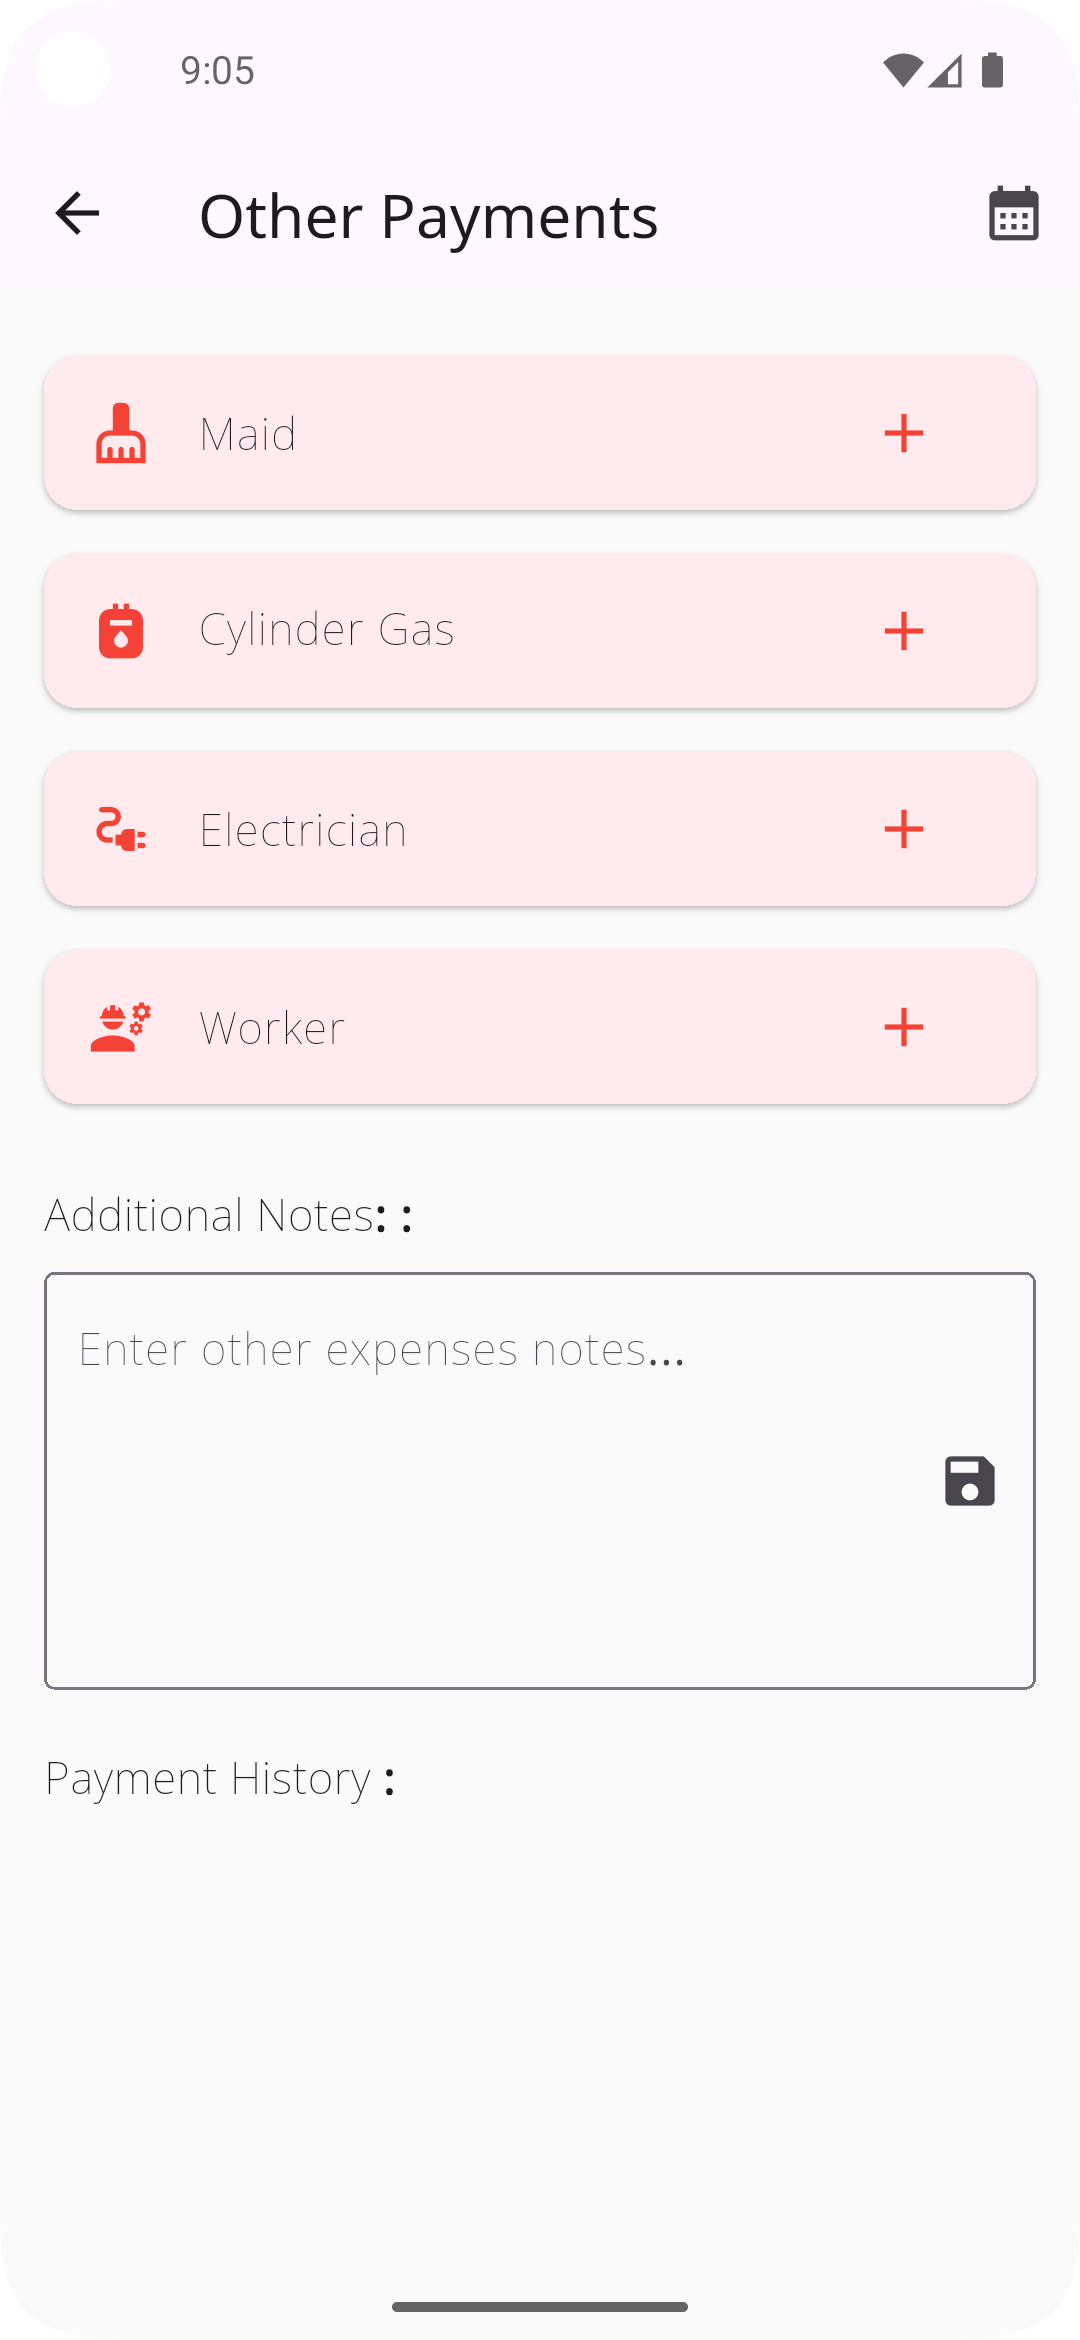 9:05
Other Payments
Maid
Cylinder Gas
Electrician
Worker
Additional Notes: :
Enter other expenses notes...
Payment History :